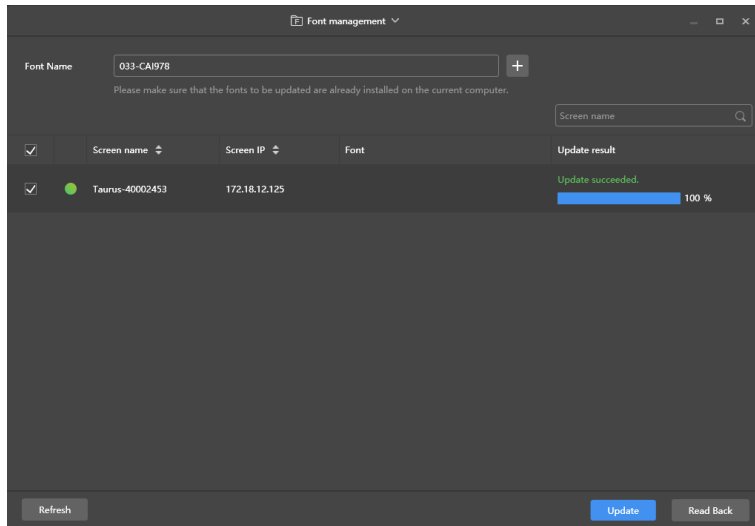 Font management
Font Name
033-CAI978
Please make sure that the fonts to be updated are already installed on the current computer.
Screen name
Screen name Screen IP Font Update result
Taurus-40002453 172.18.12.125 Update succeeded.
100 %
Refresh Update Read Back